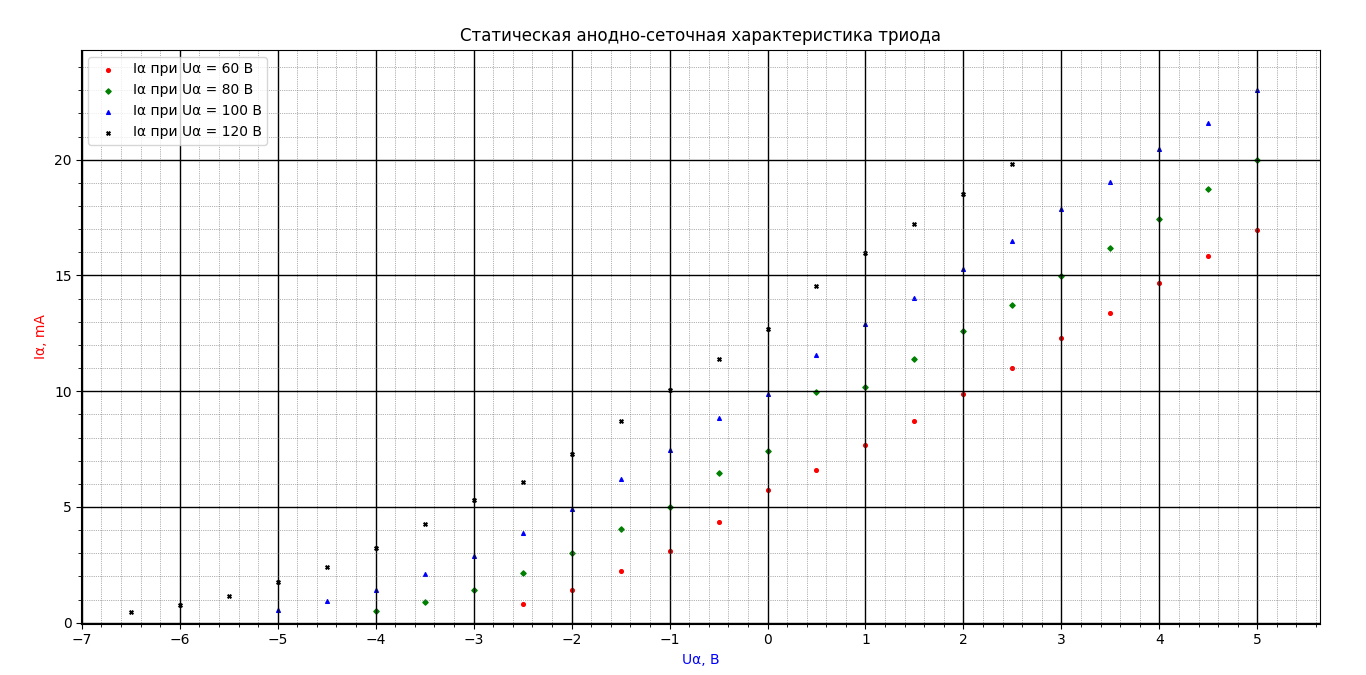 Статическая анодно-сеточная характеристика триода
Iα при Uα = 60 В
Iα при Uα = 80 В
Iα при Uα = 100 В
Iα при Uα = 120 В
20
15
10
5
0
Iα, mA
−7 −6 −5 −4 −3 −2 −1 0 1 2 3 4 5
Uα, В